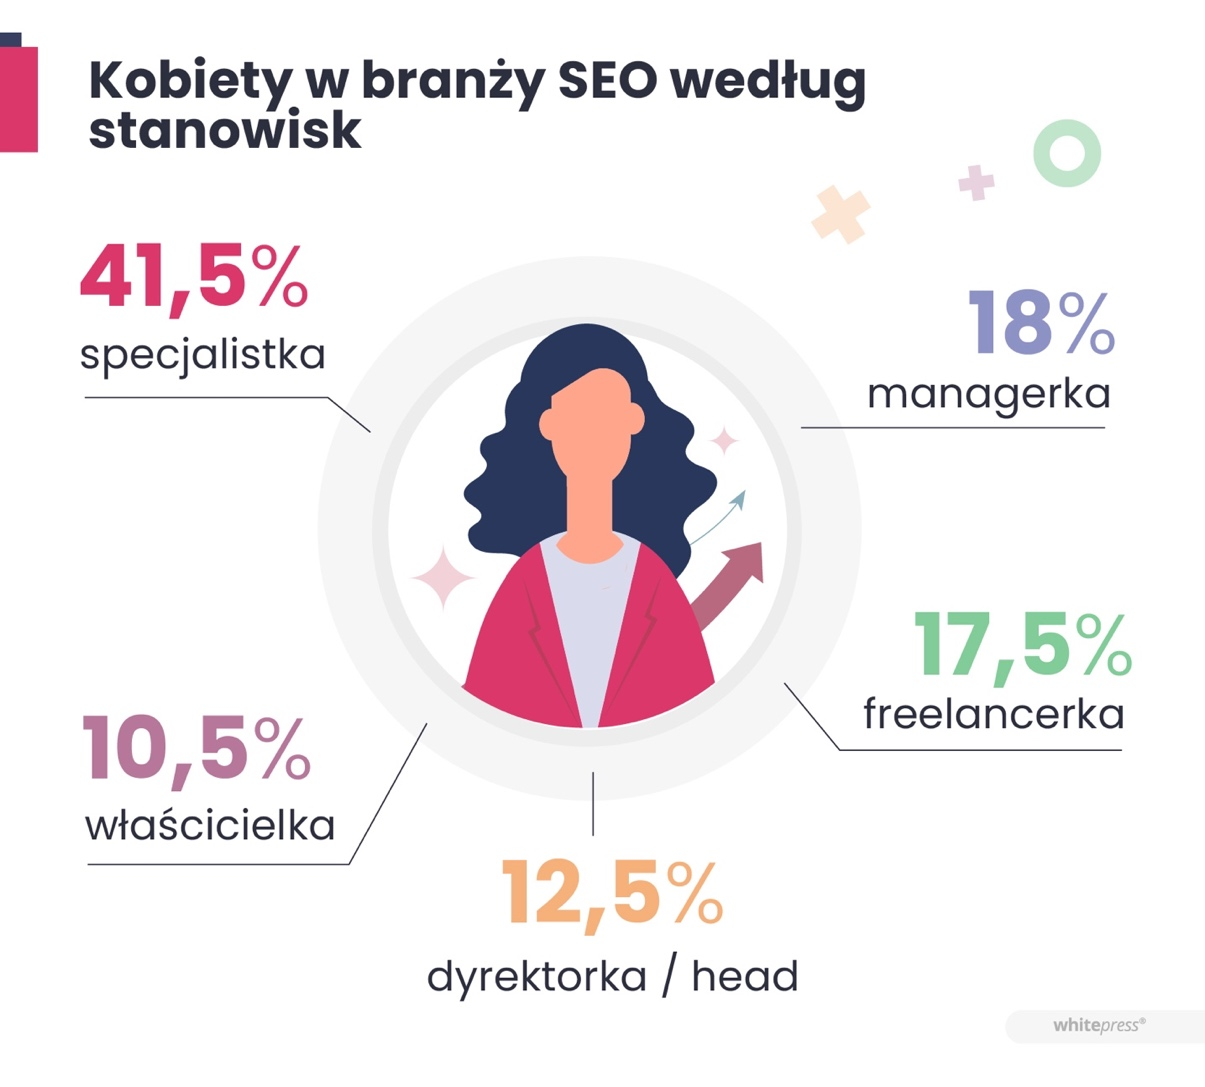 Kobiety w branży SEO według
stanowisk
41,5%
specjalistka
18%
managerka
17,5%
freelancerka
10,5%
właścicielka
12,5%
dyrektorka / head
whitepress®